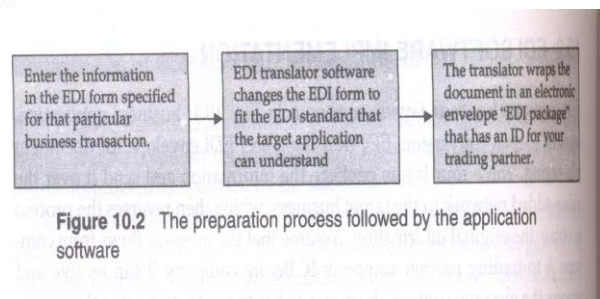 Enter the information
in the EDI form specified
for that particular
business transaction.
EDI translator software
changes the EDI form to
fit the EDI standard that
the target application
can understand
The translator wraps the
document in an electronic
envelope "EDI package"
that has an ID for your
trading partner.
Figure 10.2 The preparation process followed by the application
software